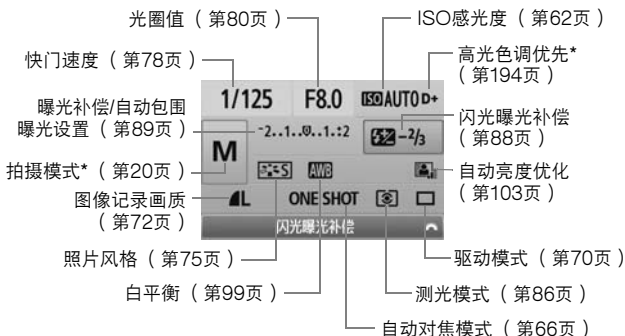 光圈值（第80页）
ISO感光度（第62页）
快门速度（第78页）
高光色调优先*
（第194页）
1/125 F8.0 ISO AUTO D+
曝光补偿/自动包围
曝光设置（第89页）
-2..1..0..1.:2
-2/3
闪光曝光补偿
（第88页）
M
拍摄模式*（第20页）
S AWB
自动亮度优化
（第103页）
图像记录画质
（第72页）
L ONE SHOT
闪光曝光补偿
照片风格（第75页）
驱动模式（第70页）
白平衡（第99页）
测光模式（第86页）
自动对焦模式（第66页）